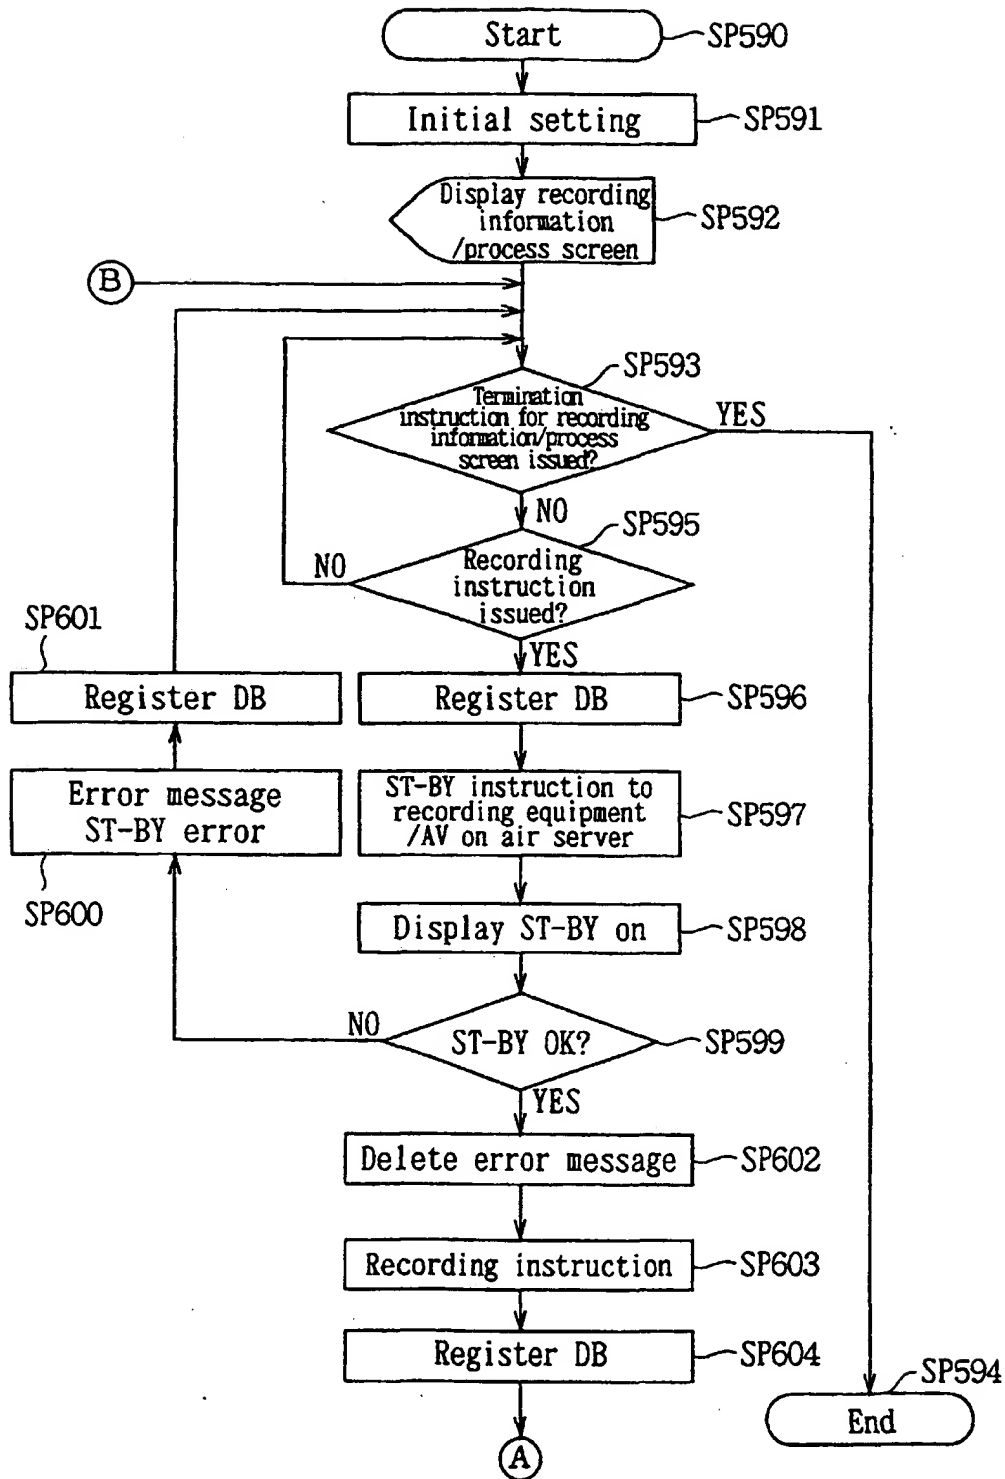 Start
SP590
Initial setting
SP591
Display recording
information
/process screen
SP592
B
SP593
Termination
instruction for recording
information/process
screen issued?
YES
NO
SP595
Recording
instruction
issued?
NO
YES
SP601
Register DB
Register DB
SP596
Error message
ST-BY error
SP600
ST-BY instruction to
recording equipment
/AV on air server
SP597
Display ST-BY on
SP598
NO
ST-BY OK?
SP599
YES
Delete error message
SP602
Recording instruction
SP603
Register DB
SP604
SP594
End
A